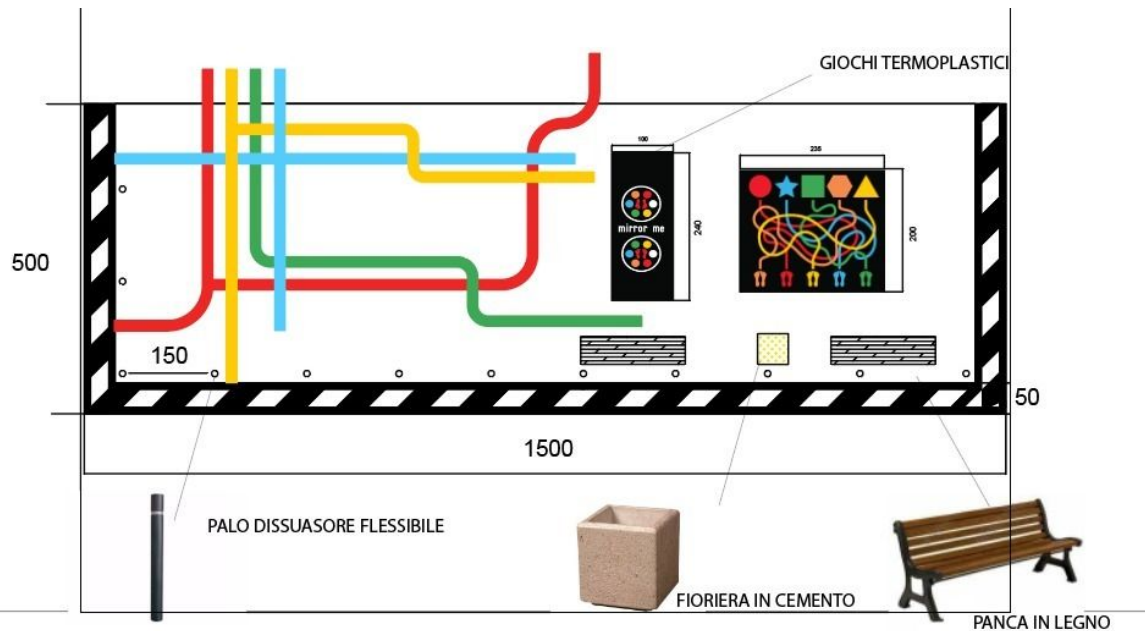 GIOCHI TERMOPLASTICI
100
235
mirror me
240
200
500
150
50
1500
PALO DISSUASORE FLESSIBILE
FIORIERA IN CEMENTO
PANCA IN LEGNO